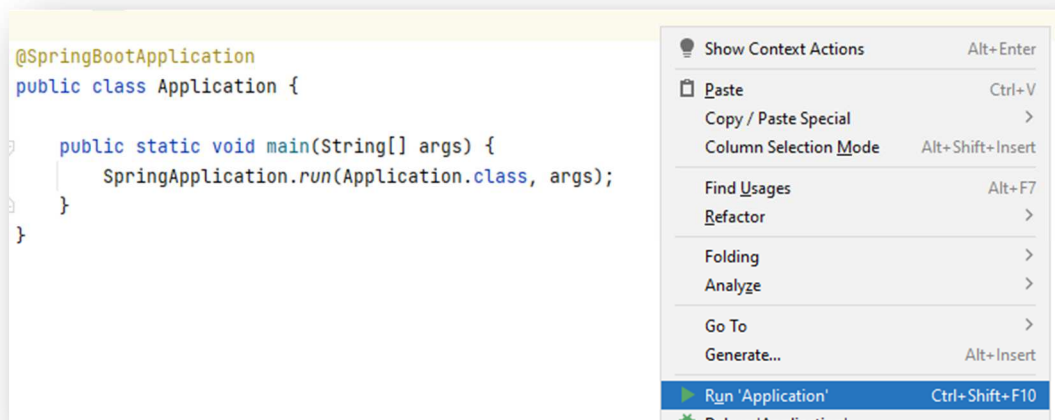 @SpringBootApplication
public class Application {
public static void main(String[] args) {
SpringApplication.run(Application.class, args);
}
}
Show Context Actions Alt+Enter
Paste Ctrl+V
Copy / Paste Special
Column Selection Mode Alt+Shift+Insert
Find Usages Alt+F7
Refactor
Folding
Analyze
Go To
Generate... Alt+Insert
Run 'Application' Ctrl+Shift+F10